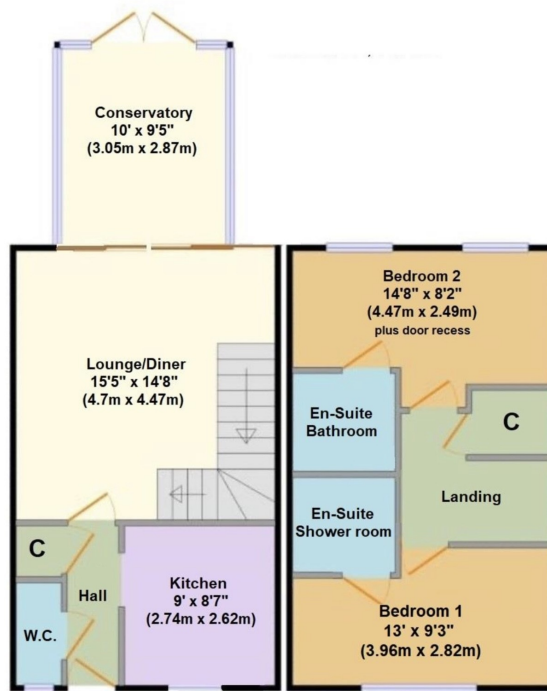 Conservatory
10' x 9'5"
(3.05m x 2.87m)
Lounge/Diner
15'5" x 14'8"
(4.7m x 4.47m)
C
Hall
W.C.
Kitchen
9' x 8'7"
(2.74m x 2.62m)
Bedroom 2
14'8" x 8'2"
(4.47m x 2.49m)
plus door recess
En-Suite
Bathroom
C
Landing
En-Suite
Shower room
Bedroom 1
13' x 9'3"
(3.96m x 2.82m)